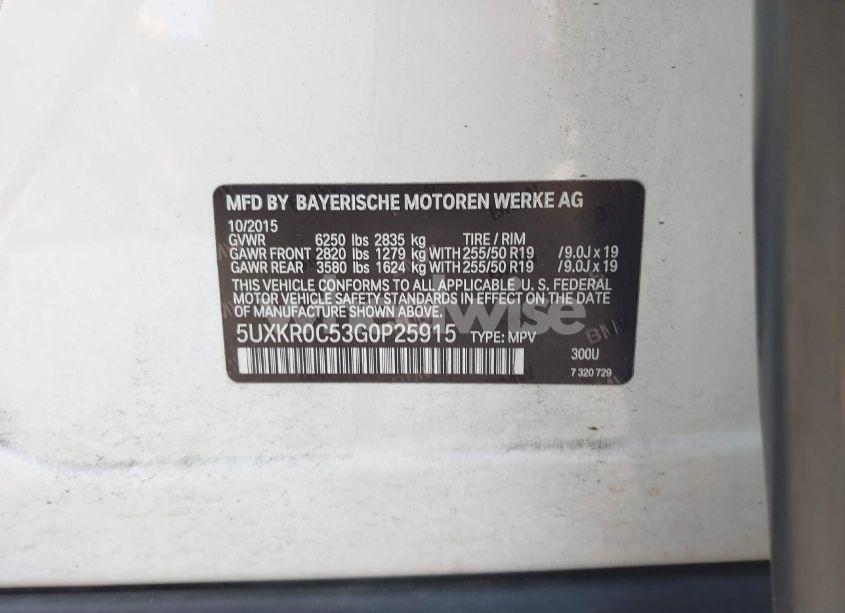 MFD BY BAYERISCHE MOTOREN WERKE AG
10/2015
GVWR 6250 lbs 2835 kg TIRE / RIM
GAWR FRONT 2820 lbs 1279 kg WITH 255/50 R19 /9.0J x 19
GAWR REAR 3580 lbs 1624 kg WITH 255/50 R19 /9.0J x 19
THIS VEHICLE CONFORMS TO ALL APPLICABLE U. S. FEDERAL
MOTOR VEHICLE SAFETY STANDARDS IN EFFECT ON THE DATE
OF MANUFACTURE SHOWN ABOVE.
5UXKR0C53G0P25915 TYPE: MPV
300U
7 320 729